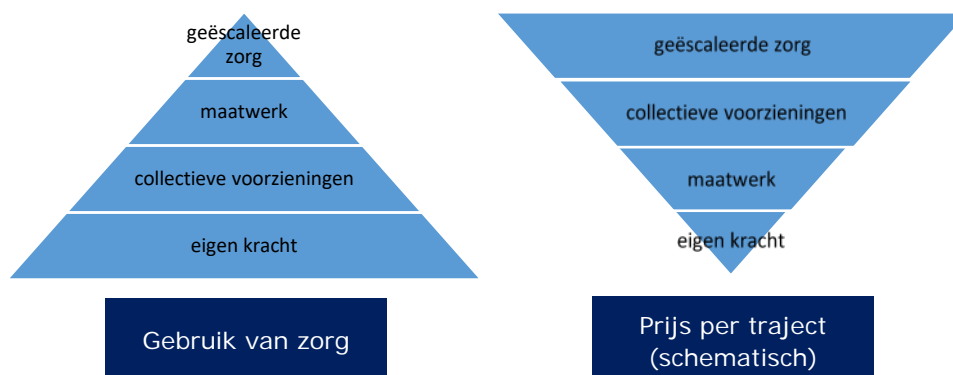 geëscaleerde
zorg
maatwerk
collectieve voorzieningen
eigen kracht
Gebruik van zorg
geëscaleerde zorg
collectieve voorzieningen
maatwerk
eigen kracht
Prijs per traject
(schematisch)